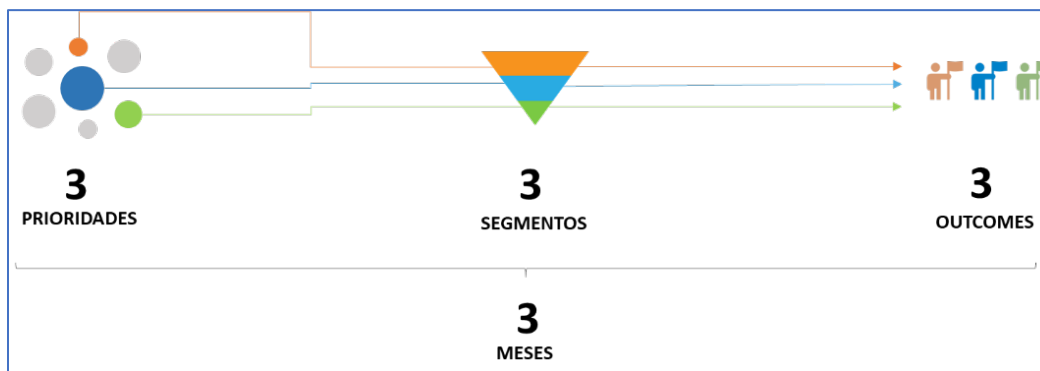 3
PRIORIDADES
3
SEGMENTOS
3
OUTCOMES
3
MESES